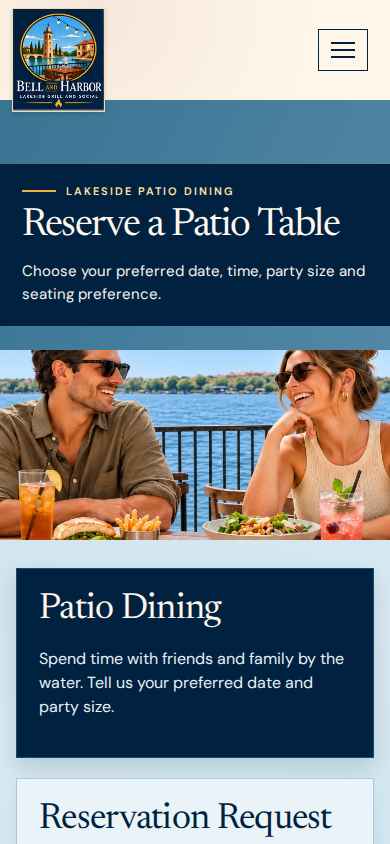 BELL AND HARBOR
LAKESIDE GRILL AND SOCIAL
LAKESIDE PATIO DINING
Reserve a Patio Table
Choose your preferred date, time, party size and
seating preference.
Patio Dining
Spend time with friends and family by the
water. Tell us your preferred date and
party size.
Reservation Request